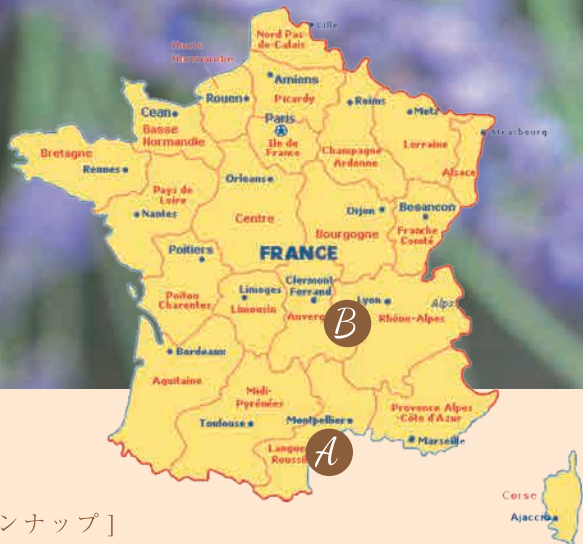 Lille
Nord Pas
de-Calais
Haute
Normandie
Amiens
Rouen
Picardy
Reims
Metz
Cean
Paris
Strasbourg
Basse
Normandie
Ile de
France
Champagne
Ardenne
Lorraine
Bretagne
Alsace
Rennes
Orleans
Pays de
Loire
Nantes
Centre
Dijon
Besancon
Bourgogne
Franche
Comté
Poitiers
FRANCE
Clermont
Ferrand
Limoges
Lyon
Alps
Poitou
Charentes
Limousin
Auverg
B
Rhône-Alpes
Bordeaux
Aquitaine
Midi-
Pyrénées
Provence Alpes
-Côte d'Azur
Toulouse
Montpellier
Marseille
Langue
Roussil
A
Corse
Ajaccio
ンナップ]